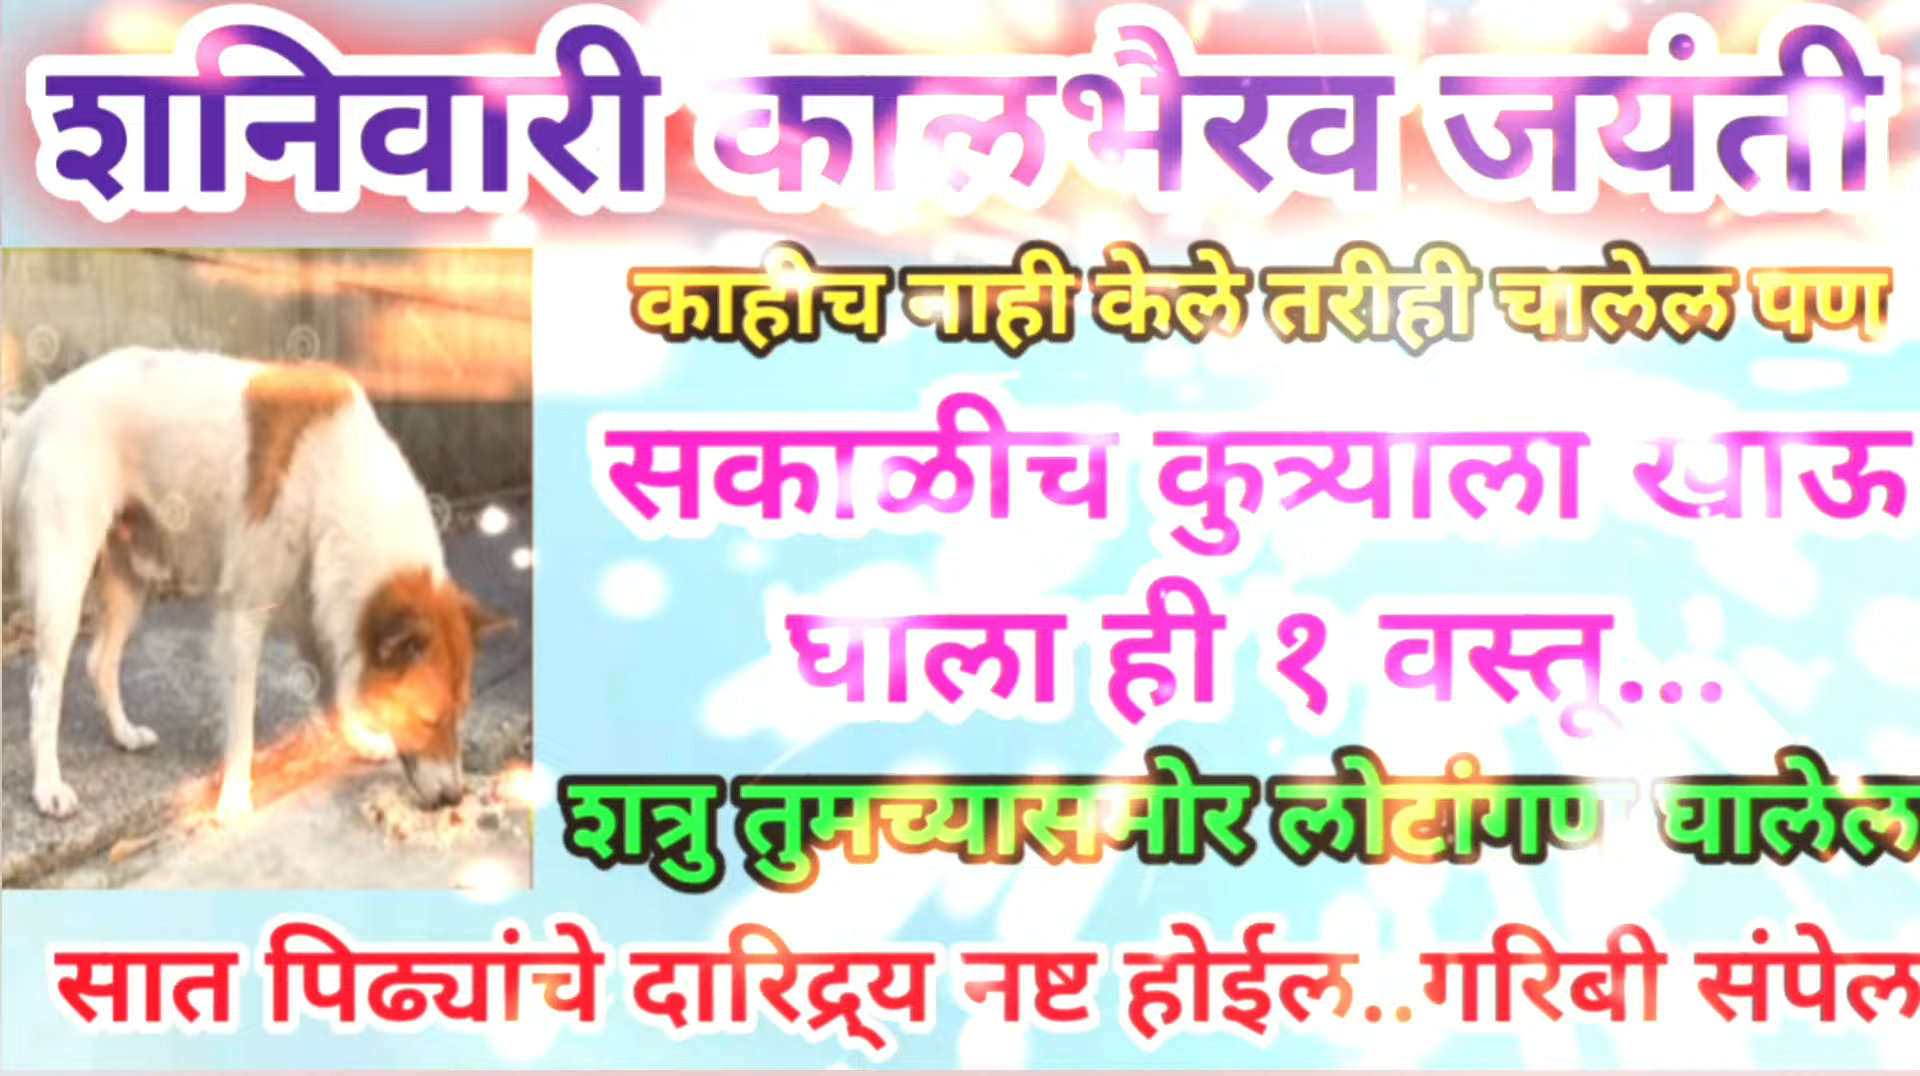 शनिवारी कालभैरव जयंती
काहीच नाही केले तरीही चालेल पण
सकाळीच कुत्र्याला खाऊ
घाला ही १ वस्तू...
शत्रु तुमच्यासमोर लोटांगण घालेल
सात पिढ्यांचे दारिद्र्य नष्ट होईल..गरिबी संपेल